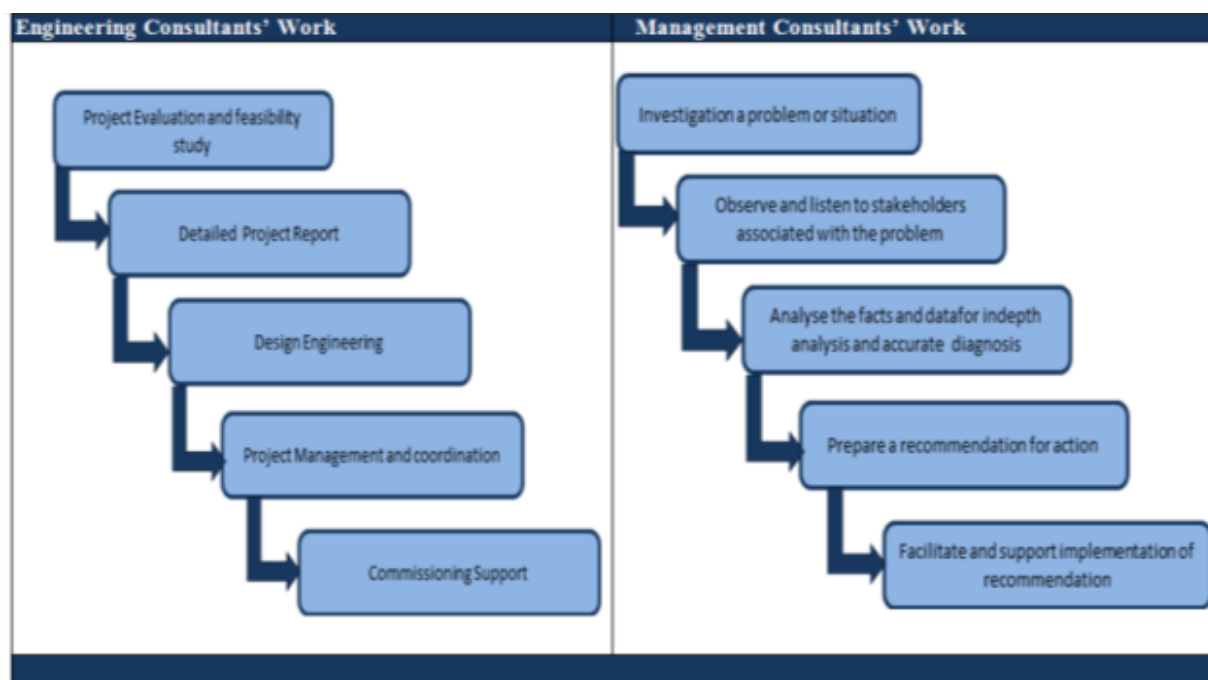 Engineering Consultants' Work
Project Evaluation and feasibility
study
Detailed Project Report
Design Engineering
Project Management and coordination
Commissioning Support
Management Consultants' Work
Investigation a problem or situation
Observe and listen to stakeholders
associated with the problem
Analyse the facts and datafor indepth
analysis and accurate diagnosis
Prepare a recommendation for action
Facilitate and support implementation of
recommendation